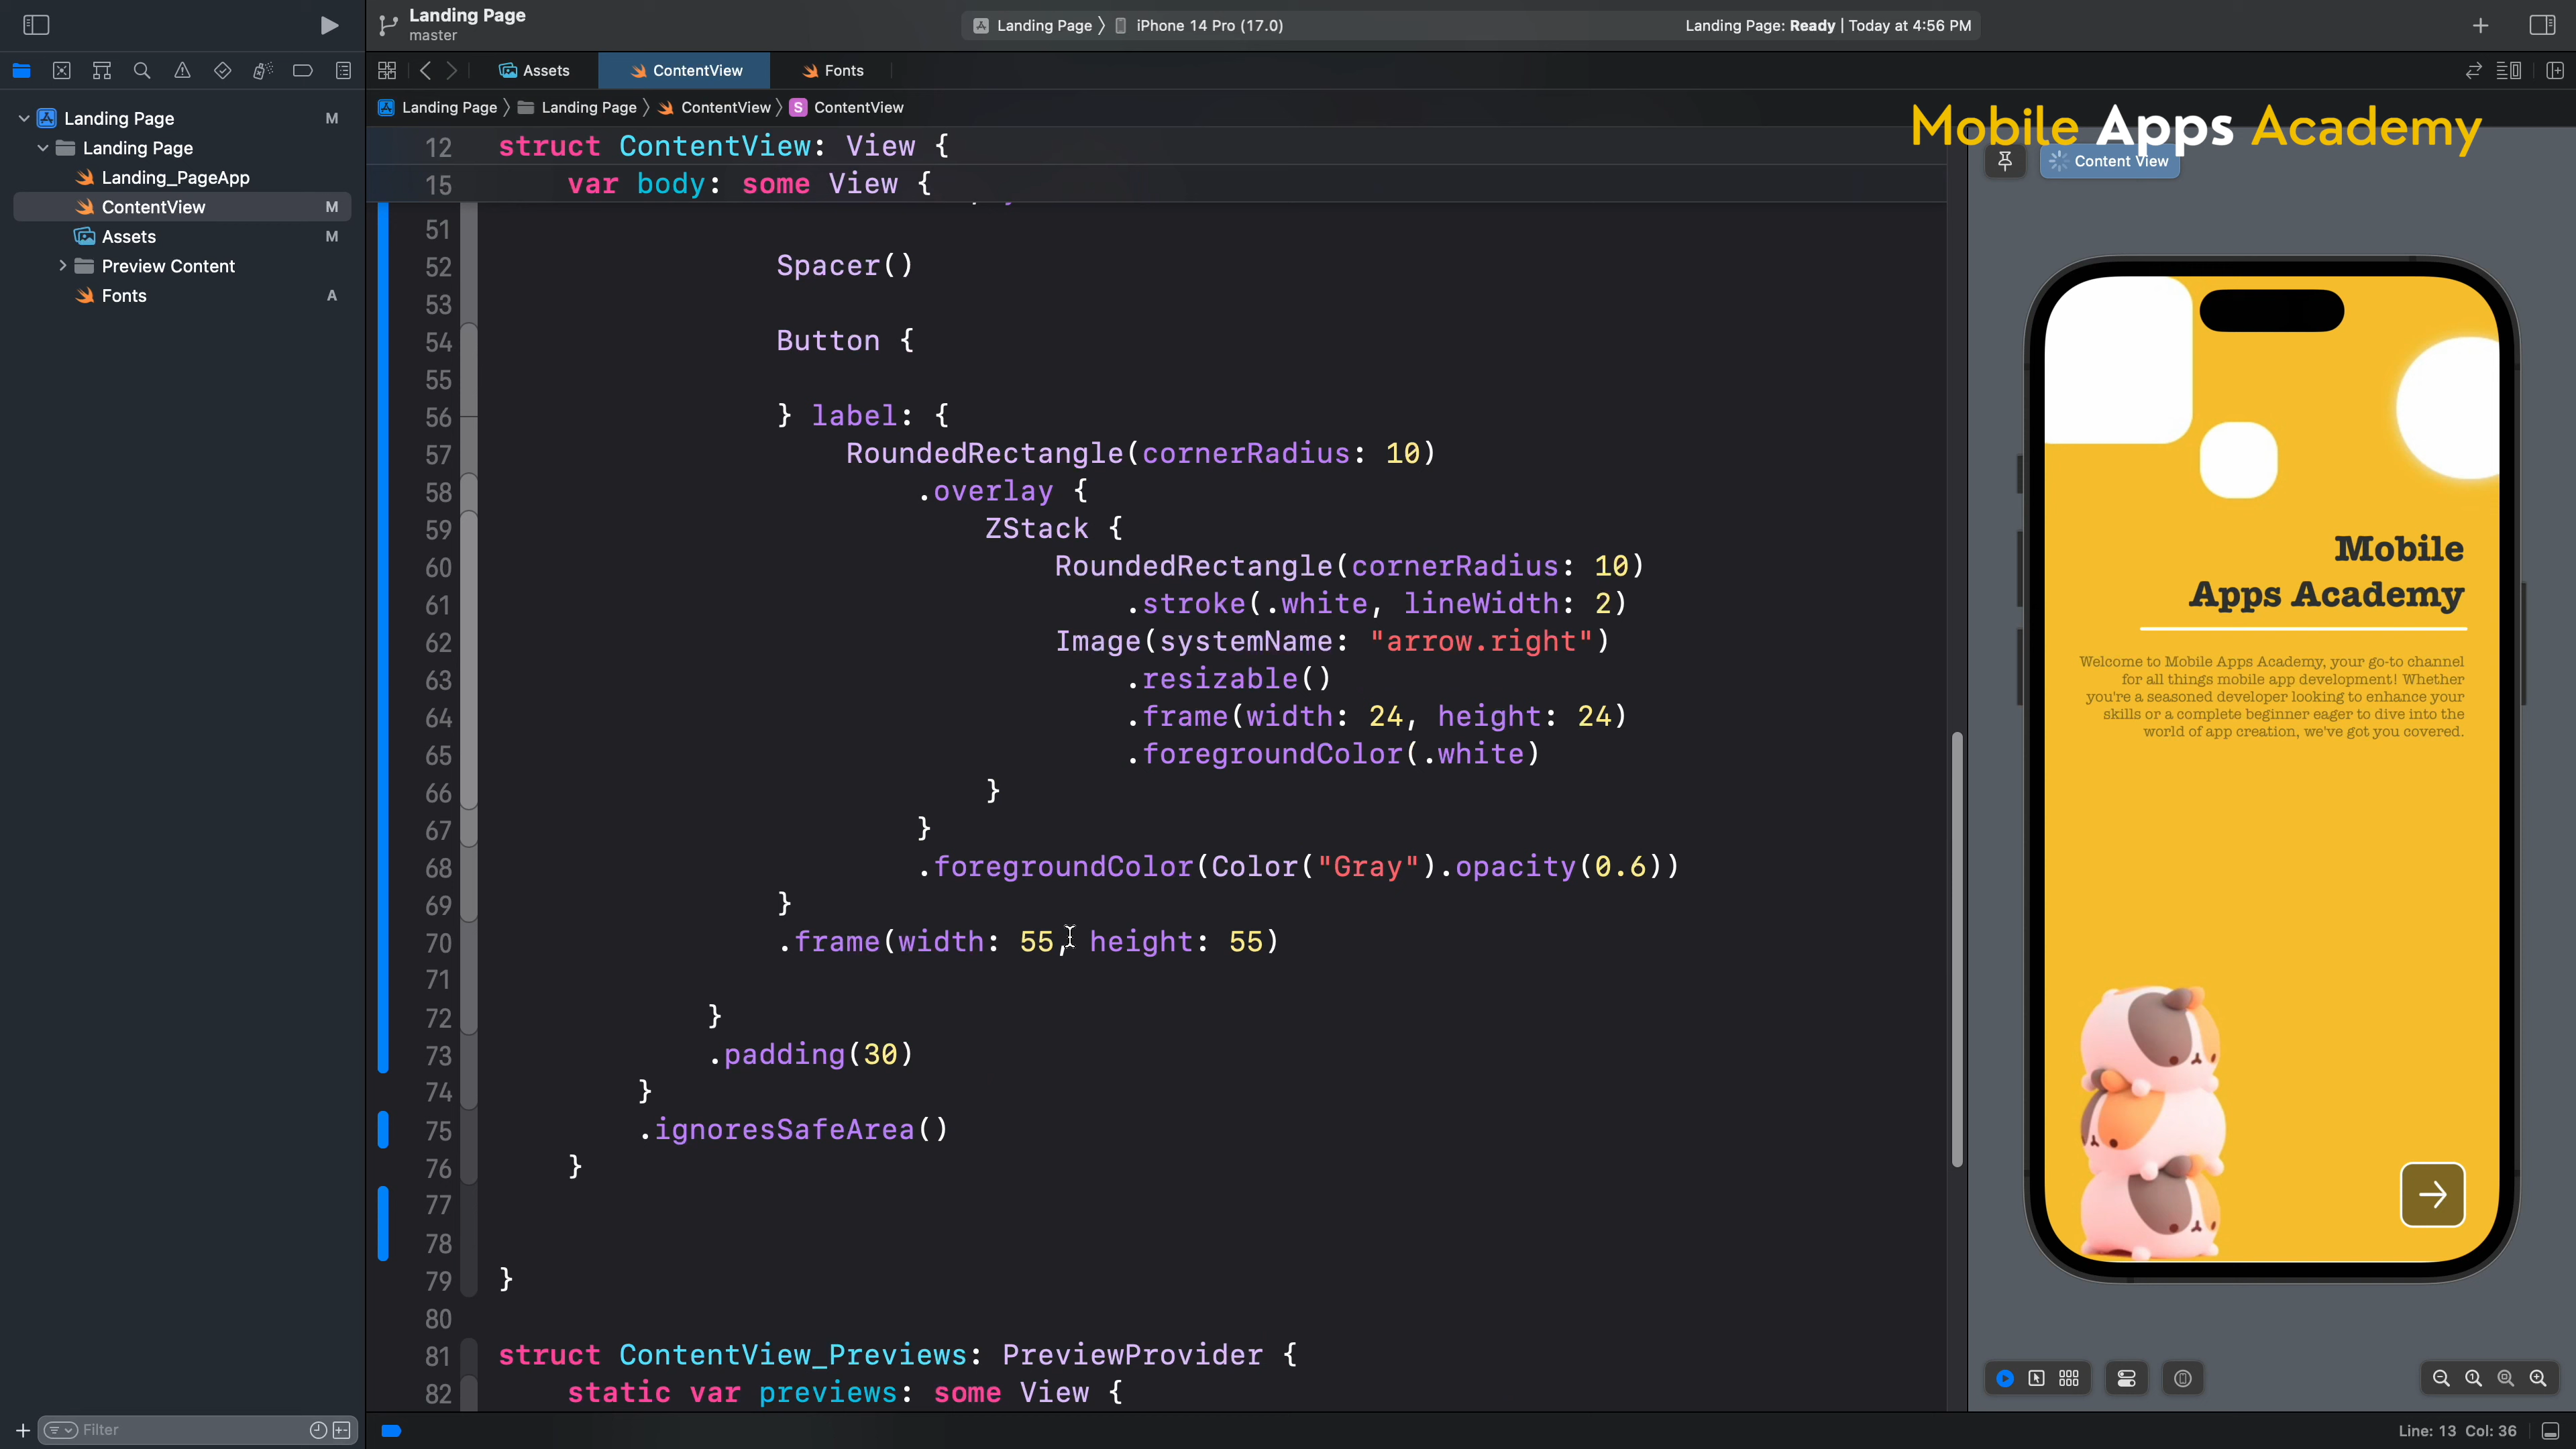 Landing Page
master
Landing Page
iPhone 14 Pro (17.0)
Landing Page: Ready | Today at 4:56 PM
Assets
ContentView
Fonts
Landing Page
Landing Page
ContentView
S
ContentView
Landing Page M
Landing Page
Landing_PageApp
ContentView M
Assets M
Preview Content
Fonts A
Filter
12 struct ContentView: View {
15 var body: some View {
51
52 Spacer()
53
54 Button {
55
56 } label: {
57 RoundedRectangle(cornerRadius: 10)
58 .overlay {
59 ZStack {
60 RoundedRectangle(cornerRadius: 10)
61 .stroke(.white, lineWidth: 2)
62 Image(systemName: "arrow.right")
63 .resizable()
64 .frame(width: 24, height: 24)
65 .foregroundColor(.white)
66 }
67 }
68 .foregroundColor(Color("Gray").opacity(0.6))
69 }
70 .frame(width: 55, height: 55)
71
72 }
73 .padding(30)
74 }
75 .ignoresSafeArea()
76 }
77
78
79 }
80
81 struct ContentView_Previews: PreviewProvider {
82 static var previews: some View {
Mobile Apps Academy
Content View
Mobile
Apps Academy
Welcome to Mobile Apps Academy, your go-to channel
for all things mobile app development! Whether
you're a seasoned developer looking to enhance your
skills or a complete beginner eager to dive into the
world of app creation, we've got you covered.
Line: 13 Col: 36